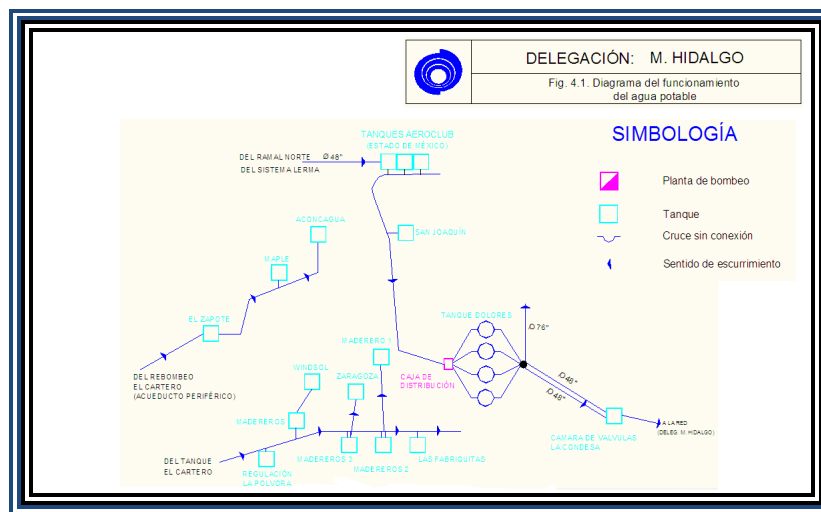 DELEGACIÓN: M. HIDALGO
Fig. 4.1. Diagrama del funcionamiento
del agua potable
SIMBOLOGÍA
Planta de bombeo
Tanque
Cruce sin conexión
Sentido de escurrimiento
TANQUES AEROCLUB
(ESTADO DE MÉXICO)
DEL RAMAL NORTE Ø 48"
DEL SISTEMA LERMA
ACONCAGUA
SAN JOAQUÍN
MAPLE
EL ZAPOTE
TANQUE DOLORES
Ø 76"
MADERERO 1
WINDSOL
ZARAGOZA
CAJA DE
DISTRIBUCIÓN
DEL REBOMBEO
EL CARTERO
(ACUEDUCTO PERIFÉRICO)
Ø 48"
Ø 48"
MADEREROS
A LA RED
(DELEG. M. HIDALGO)
CAMARA DE VALVULAS
LA CONDESA
DEL TANQUE
EL CARTERO
REGULACIÓN
LA POLVORA
MADEREROS 3
MADEREROS 2
LAS FABRIQUITAS